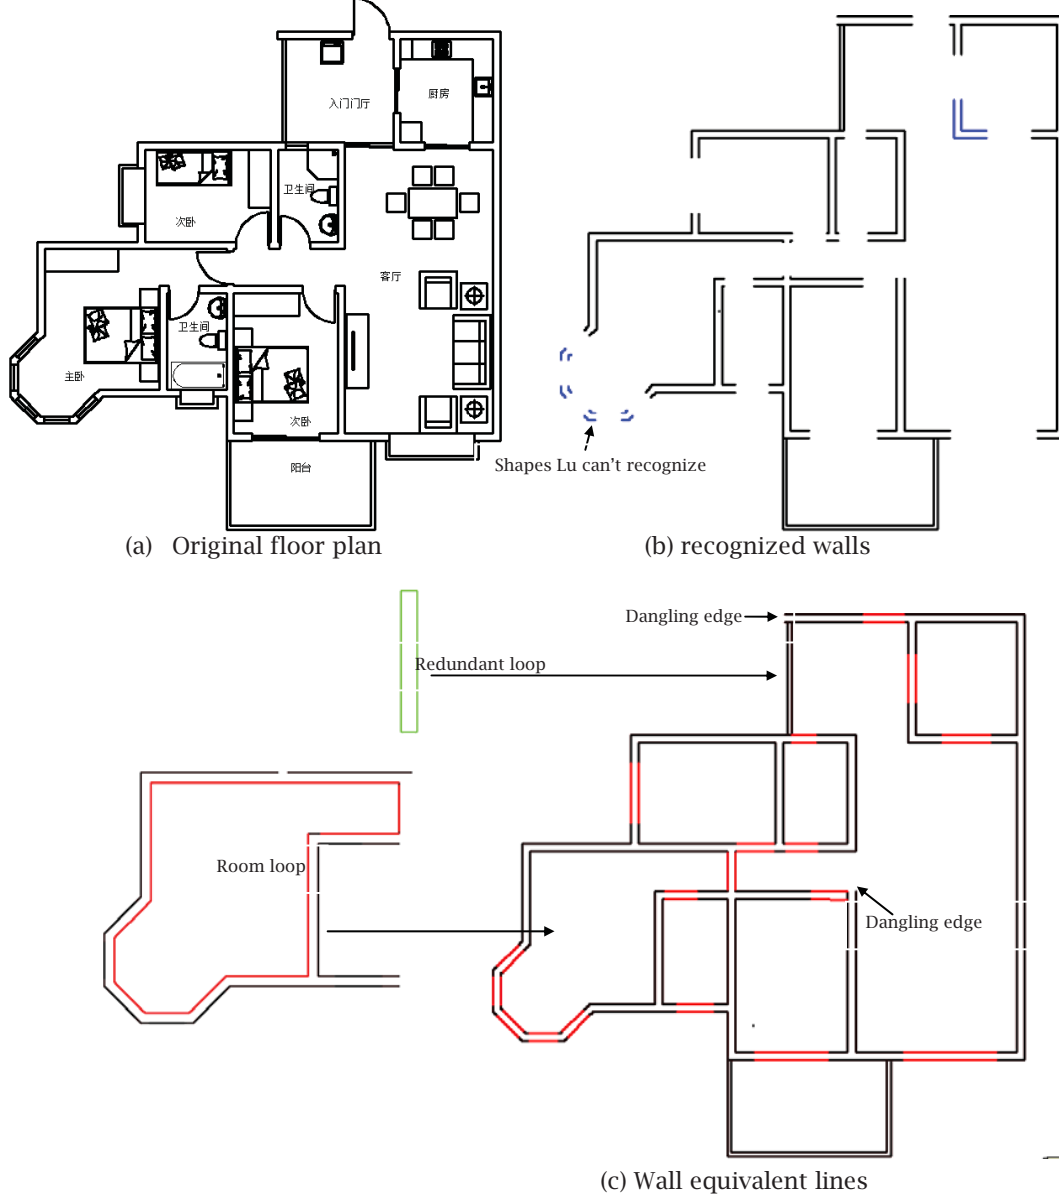 入门门厅
厨房
卫生间
次卧
客厅
卫生间
主卧
次卧
阳台
Shapes Lu can't recognize
(a) Original floor plan
(b) recognized walls
Dangling edge
Redundant loop
Room loop
Dangling edge
(c) Wall equivalent lines